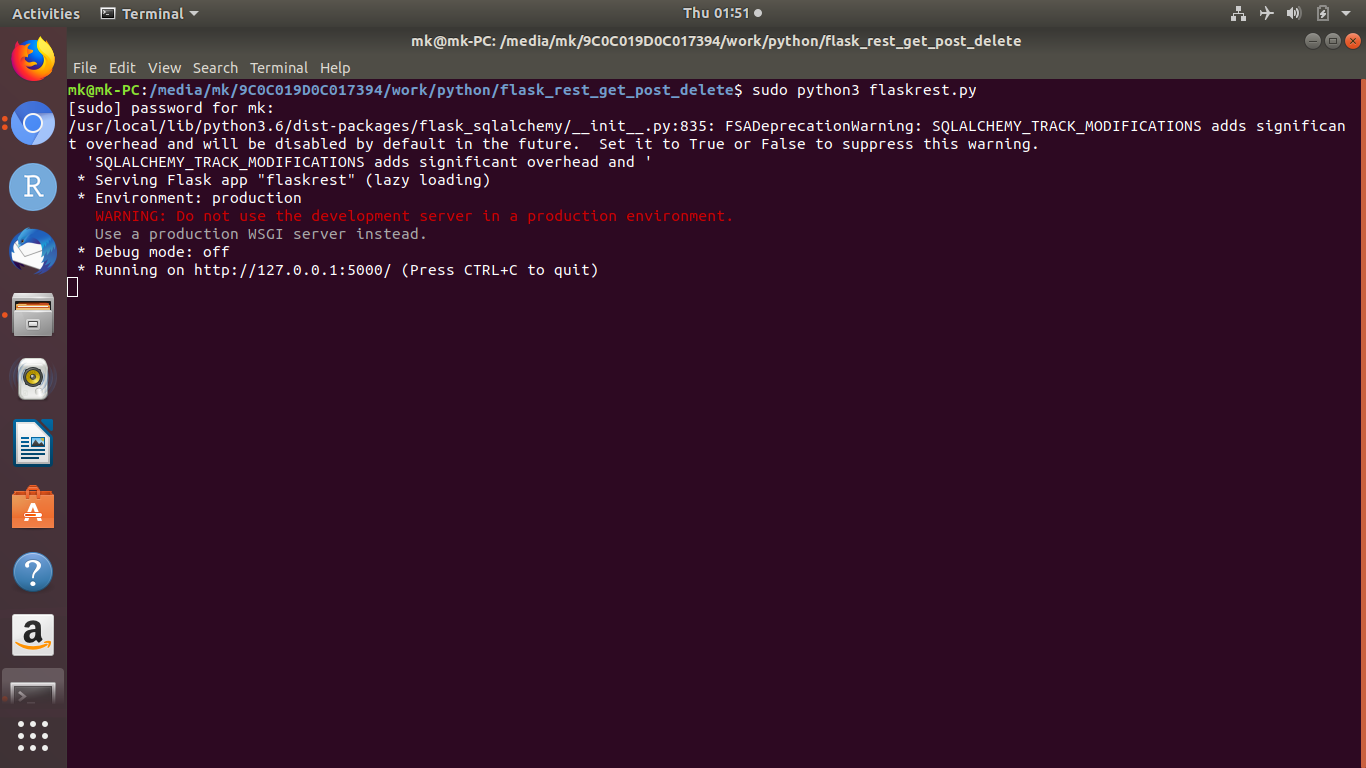 Activities Terminal Thu 01:51
mk@mk-PC: /media/mk/9C0C019D0C017394/work/python/flask_rest_get_post_delete
File Edit View Search Terminal Help
mk@mk-PC:/media/mk/9C0C019D0C017394/work/python/flask_rest_get_post_delete$ sudo python3 flaskrest.py
[sudo] password for mk:
/usr/local/lib/python3.6/dist-packages/flask_sqlalchemy/__init__.py:835: FSADeprecationWarning: SQLALCHEMY_TRACK_MODIFICATIONS adds significan
t overhead and will be disabled by default in the future.  Set it to True or False to suppress this warning.
  'SQLALCHEMY_TRACK_MODIFICATIONS adds significant overhead and '
 * Serving Flask app "flaskrest" (lazy loading)
 * Environment: production
   WARNING: Do not use the development server in a production environment.
   Use a production WSGI server instead.
 * Debug mode: off
 * Running on http://127.0.0.1:5000/ (Press CTRL+C to quit)
R
A
?
a
>_